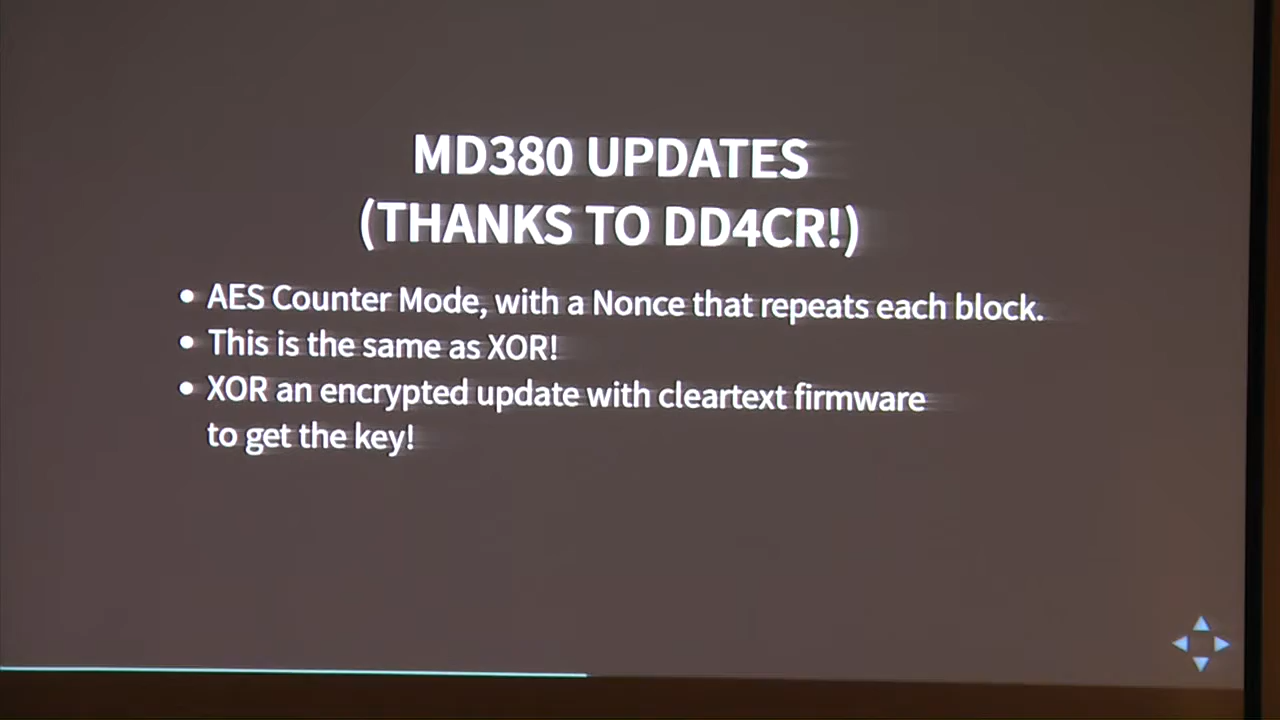 MD380 UPDATES
(THANKS TO DD4CR!)
• AES Counter Mode, with a Nonce that repeats each block.
• This is the same as XOR!
• XOR an encrypted update with cleartext firmware
to get the key!